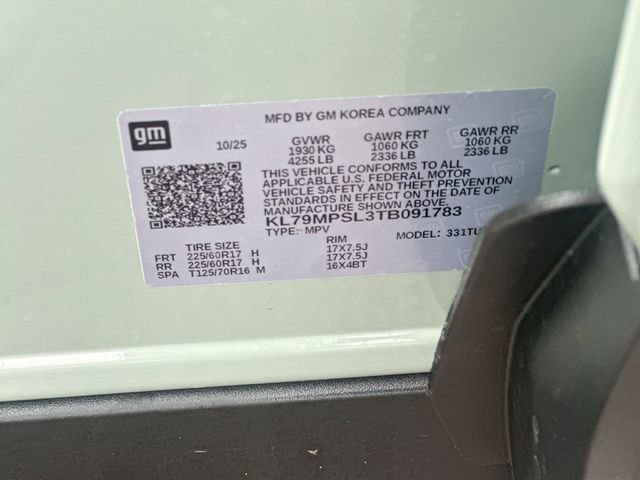 MFD BY GM KOREA COMPANY
gm
10/25 GVWR GAWR FRT GAWR RR
1930 KG 1060 KG 1060 KG
4255 LB 2336 LB 2336 LB
THIS VEHICLE CONFORMS TO ALL
APPLICABLE U.S. FEDERAL MOTOR
VEHICLE SAFETY AND THEFT PREVENTION
STANDARDS IN EFFECT ON THE DATE OF
MANUFACTURE SHOWN ABOVE.
KL79MPSL3TB091783
TYPE: MPV MODEL: 331TU
TIRE SIZE RIM
FRT 225/60R17 H 17X7.5J
RR 225/60R17 H 17X7.5J
SPA T125/70R16 M 16X4BT